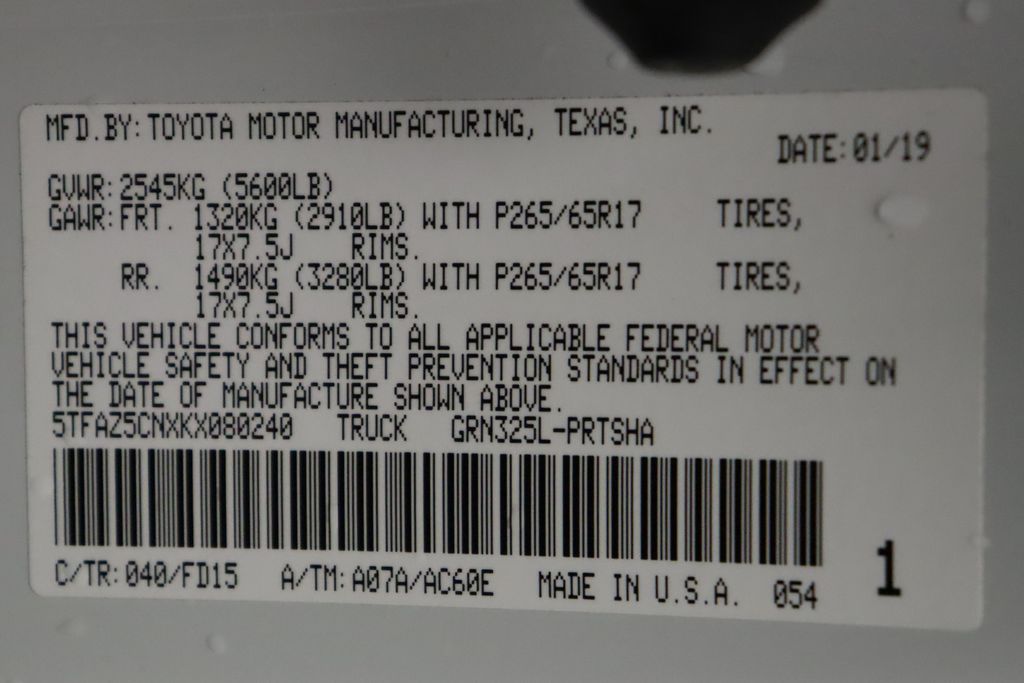 MFD.BY: TOYOTA MOTOR MANUFACTURING, TEXAS, INC.
DATE: 01/19
GVWR: 2545KG (5600LB)
GAWR: FRT. 1320KG (2910LB) WITH P265/65R17 TIRES,
17X7.5J RIMS.
RR. 1490KG (3280LB) WITH P265/65R17 TIRES,
17X7.5J RIMS.
THIS VEHICLE CONFORMS TO ALL APPLICABLE FEDERAL MOTOR
VEHICLE SAFETY AND THEFT PREVENTION STANDARDS IN EFFECT ON
THE DATE OF MANUFACTURE SHOWN ABOVE.
5TFAZ5CNXKX080240 TRUCK GRN325L-PRTSHA
C/TR: 040/FD15 A/TM: A07A/AC60E MADE IN U.S.A. 054
1